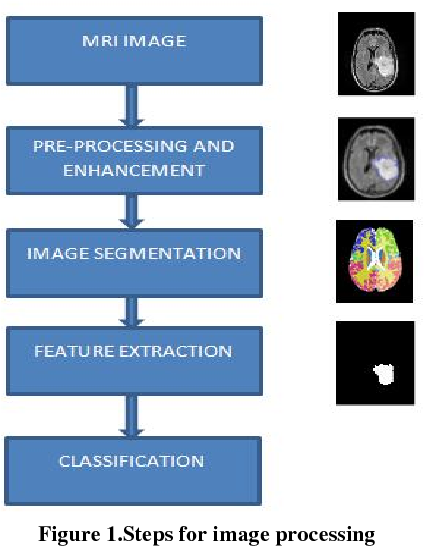 MRI IMAGE
PRE-PROCESSING AND
ENHANCEMENT
IMAGE SEGMENTATION
FEATURE EXTRACTION
CLASSIFICATION
Figure 1.Steps for image processing